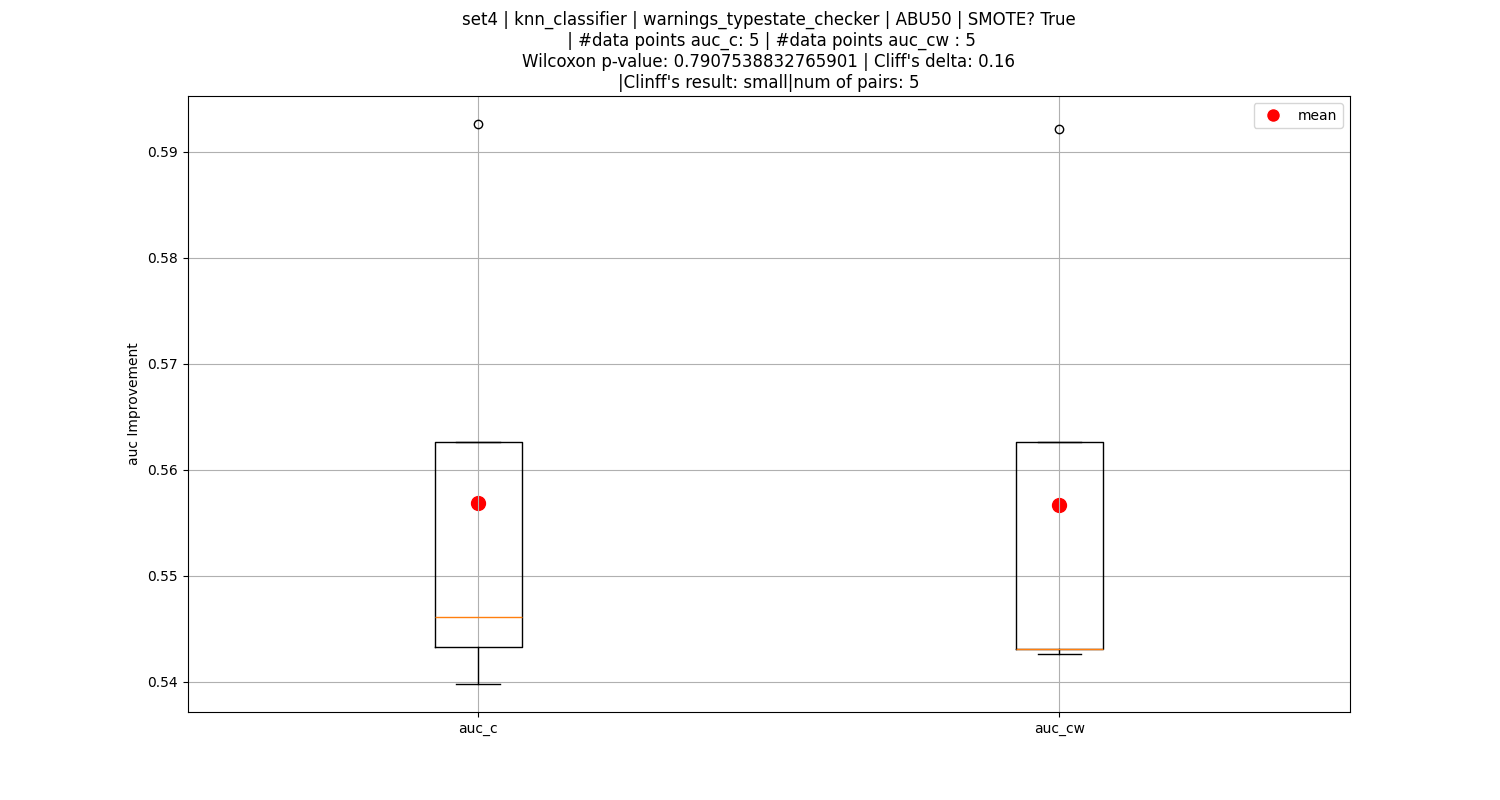 set4 | knn_classifier | warnings_typestate_checker | ABU50 | SMOTE? True
| #data points auc_c: 5 | #data points auc_cw : 5
Wilcoxon p-value: 0.7907538832765901 | Cliff's delta: 0.16
|Clinff's result: small|num of pairs: 5
mean
0.59
0.58
0.57
0.56
0.55
0.54
auc Improvement
auc_c
auc_cw